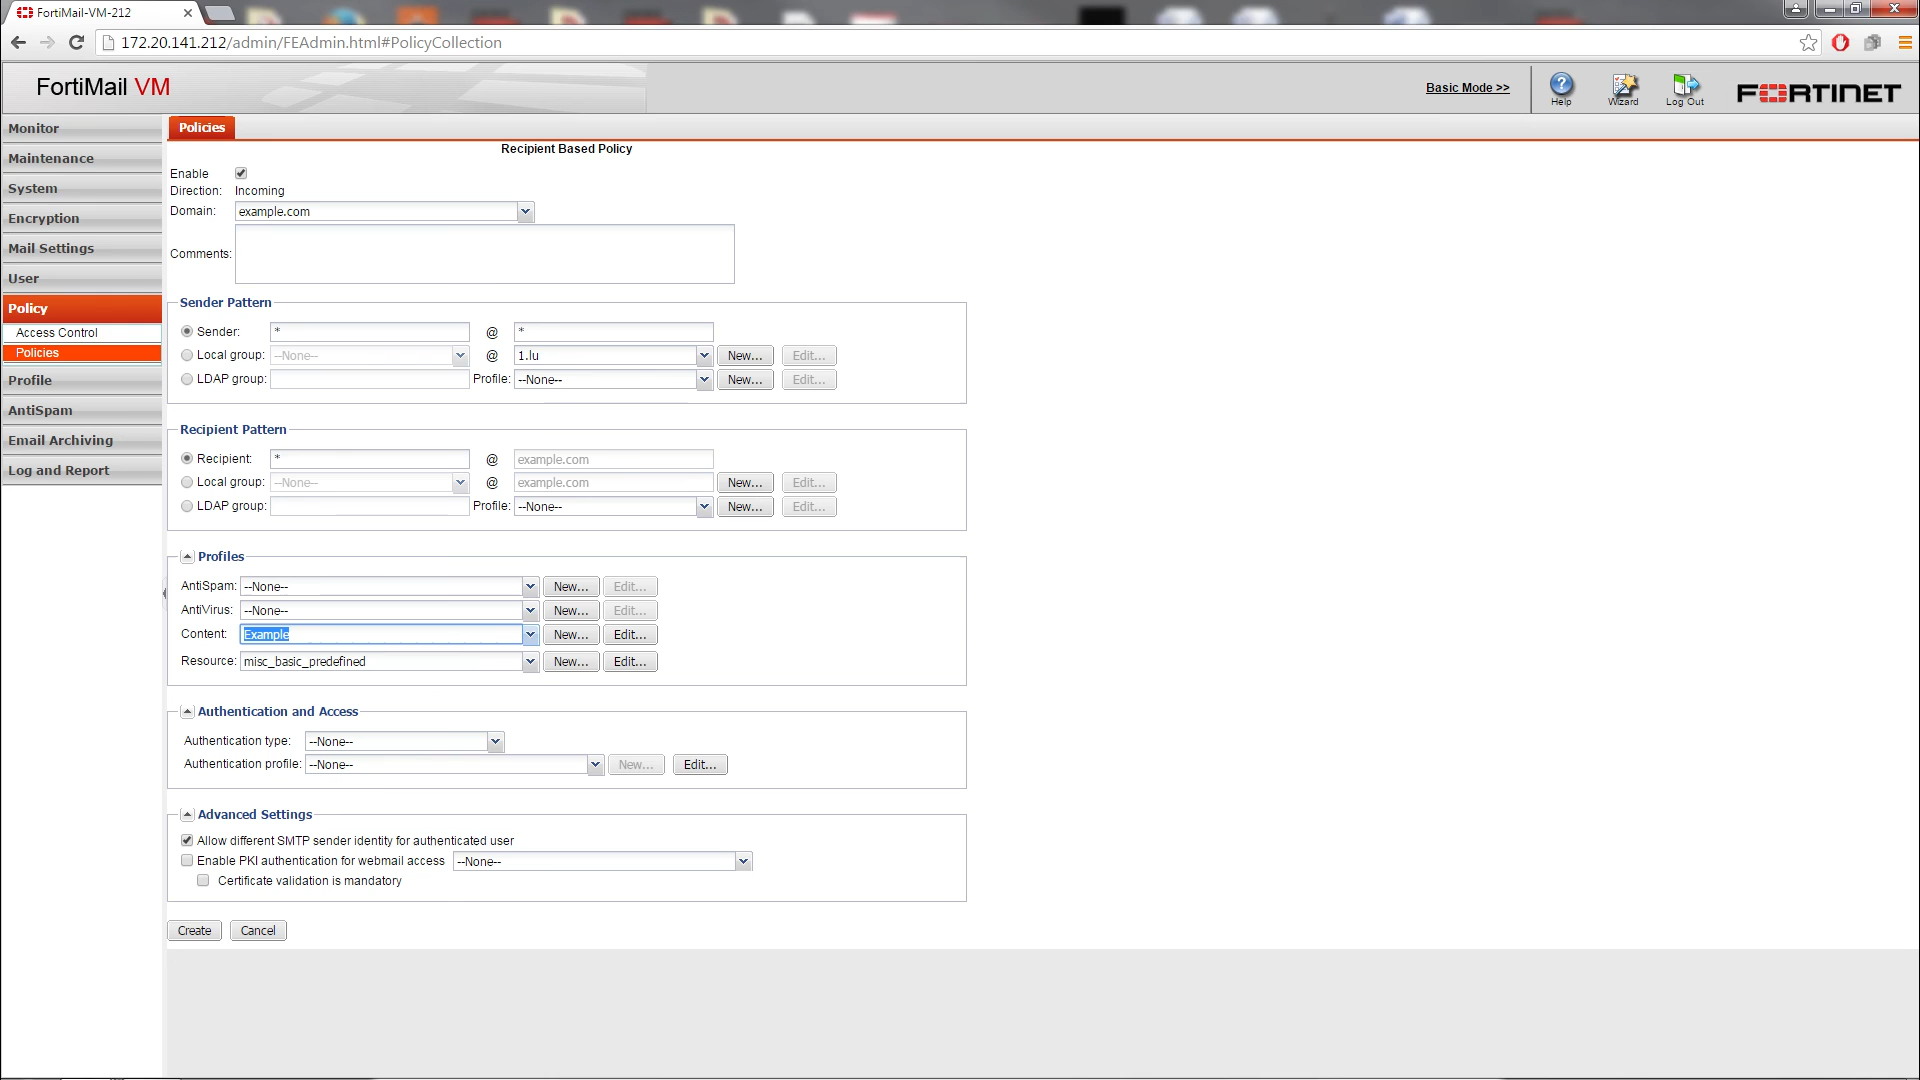 FortiMail-VM-212
172.20.141.212/admin/FEAdmin.html#PolicyCollection
FortiMail VM
Basic Mode >>
Help
Wizard
Log Out
FORTINET
Monitor
Maintenance
System
Encryption
Mail Settings
User
Policy
Access Control
Policies
Profile
AntiSpam
Email Archiving
Log and Report
Policies
Recipient Based Policy
Enable
Direction: Incoming
Domain: example.com
Comments:
Sender Pattern
Sender: * @ *
Local group: --None-- @ 1.lu New... Edit...
LDAP group: Profile: --None-- New... Edit...
Recipient Pattern
Recipient: * @ example.com
Local group: --None-- @ example.com New... Edit...
LDAP group: Profile: --None-- New... Edit...
Profiles
AntiSpam: --None-- New... Edit...
AntiVirus: --None-- New... Edit...
Content: Example New... Edit...
Resource: misc_basic_predefined New... Edit...
Authentication and Access
Authentication type: --None--
Authentication profile: --None-- New... Edit...
Advanced Settings
Allow different SMTP sender identity for authenticated user
Enable PKI authentication for webmail access --None--
Certificate validation is mandatory
Create Cancel